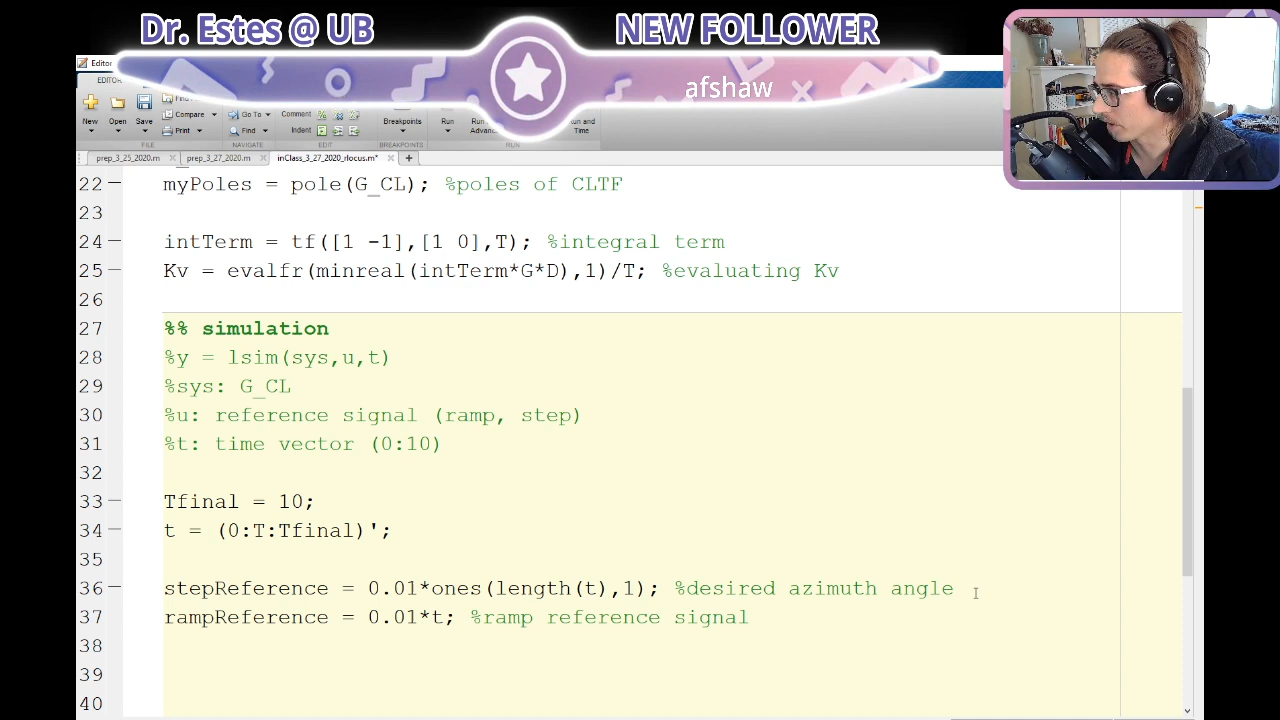 Dr. Estes @ UB
NEW FOLLOWER
afshaw
Editor
EDITOR
New
Open
Save
Compare
Print
Go To
Find
Comment
Indent
Breakpoints
Run
and
Time
FILE
NAVIGATE
EDIT
BREAKPOINTS
RUN
prep_3_25_2020.m
prep_3_27_2020.m
inClass_3_27_2020_rlocus.m*
22 myPoles = pole(G_CL); %poles of CLTF
23
24 intTerm = tf([1 -1],[1 0],T); %integral term
25 Kv = evalfr(minreal(intTerm*G*D),1)/T; %evaluating Kv
26
27 %% simulation
28 %y = lsim(sys,u,t)
29 %sys: G_CL
30 %u: reference signal (ramp, step)
31 %t: time vector (0:10)
32
33 Tfinal = 10;
34 t = (0:T:Tfinal)';
35
36 stepReference = 0.01*ones(length(t),1); %desired azimuth angle
37 rampReference = 0.01*t; %ramp reference signal
38
39
40